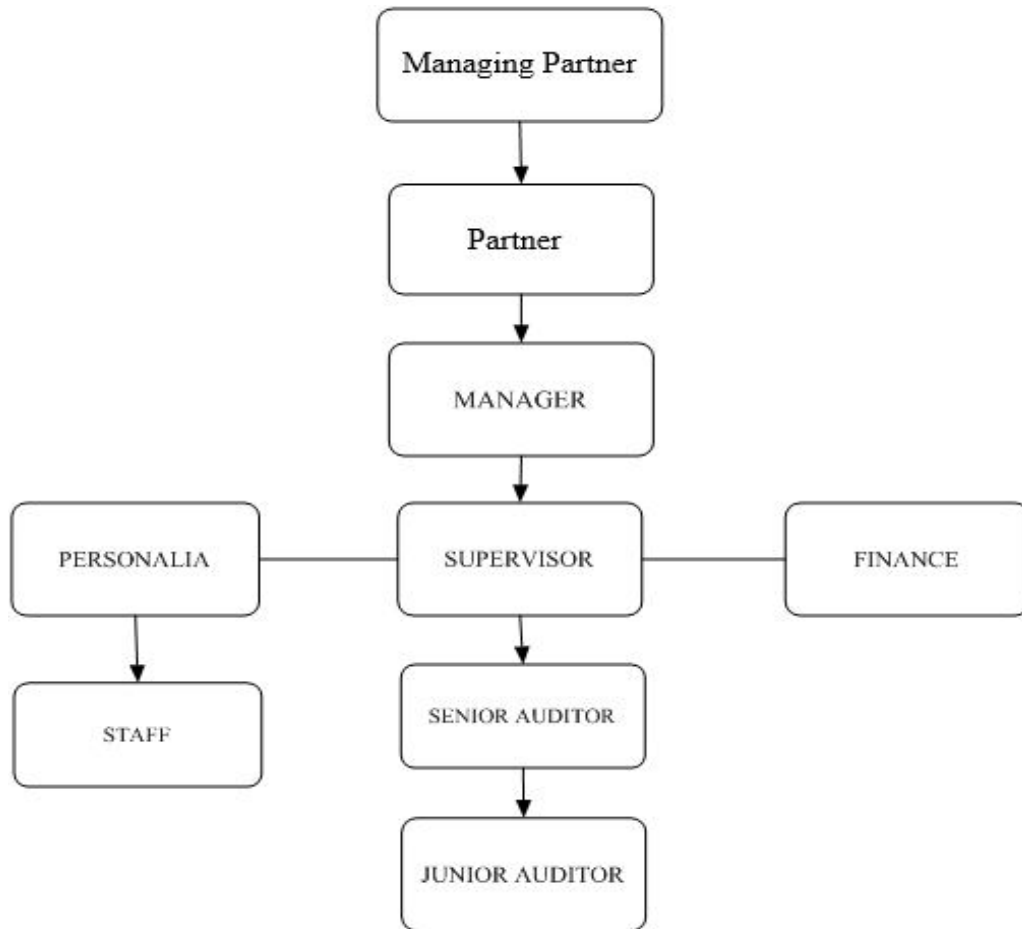 Managing Partner
Partner
MANAGER
PERSONALIA
SUPERVISOR
FINANCE
STAFF
SENIOR AUDITOR
JUNIOR AUDITOR